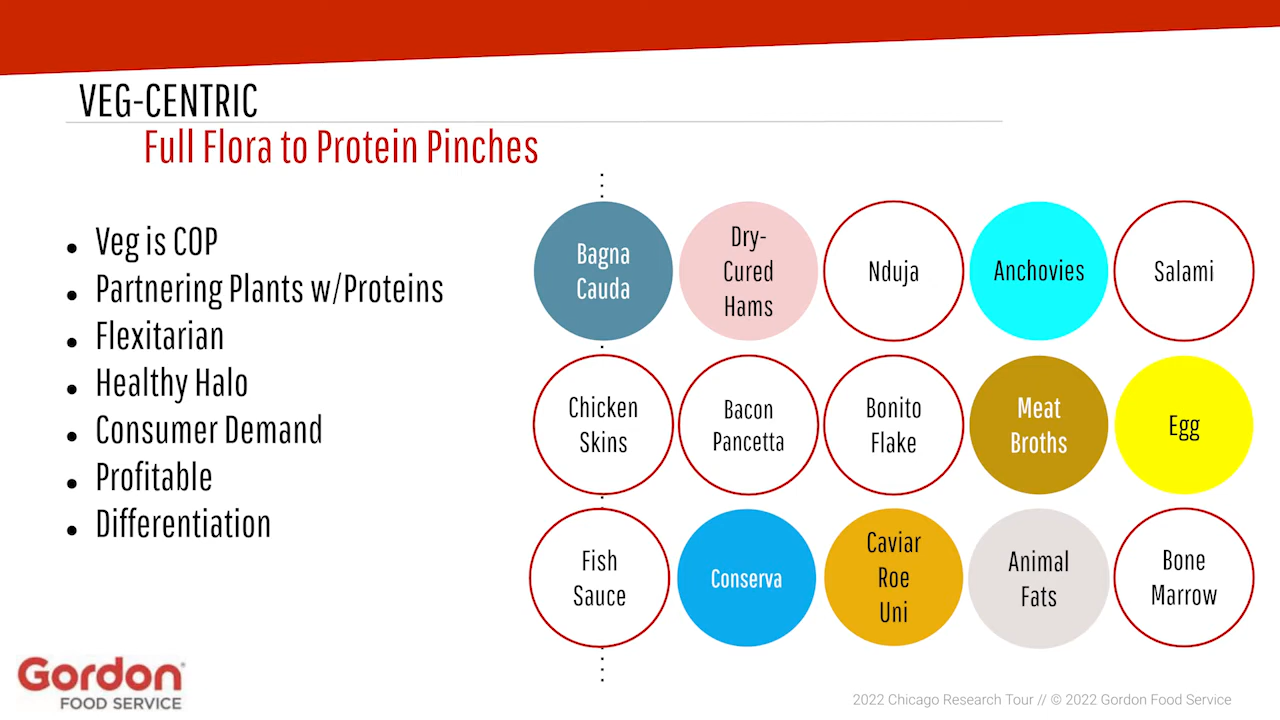 VEG-CENTRIC
Full Flora to Protein Pinches
• Veg is COP
• Partnering Plants w/Proteins
• Flexitarian
• Healthy Halo
• Consumer Demand
• Profitable
• Differentiation
Bagna
Cauda
Dry-
Cured
Hams
Nduja
Anchovies
Salami
Chicken
Skins
Bacon
Pancetta
Bonito
Flake
Meat
Broths
Egg
Fish
Sauce
Conserva
Caviar
Roe
Uni
Animal
Fats
Bone
Marrow
Gordon®
FOOD SERVICE
2022 Chicago Research Tour // © 2022 Gordon Food Service